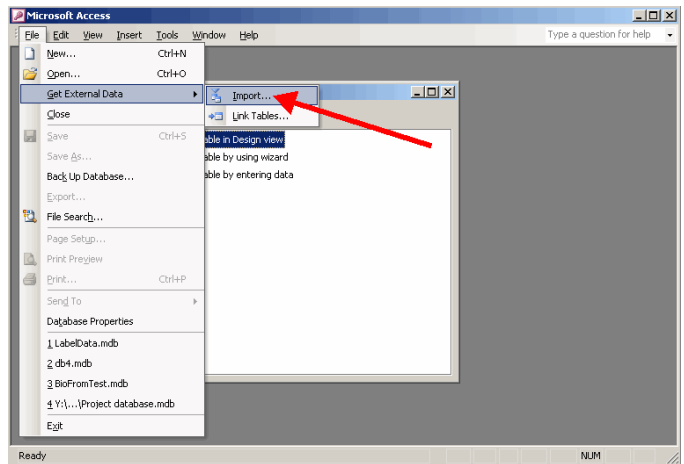 Microsoft Access
File Edit View Insert Tools Window Help Type a question for help
New... Ctrl+N
Open... Ctrl+O
Get External Data
Import...
Link Tables...
Close
Save Ctrl+S
Save As...
Back Up Database...
Export...
File Search...
Page Setup...
Print Preview
Print... Ctrl+P
Send To
Database Properties
1 LabelData.mdb
2 db4.mdb
3 BioFromTest.mdb
4 Y:\...\Project database.mdb
Exit
able in Design view
able by using wizard
able by entering data
Ready NUM